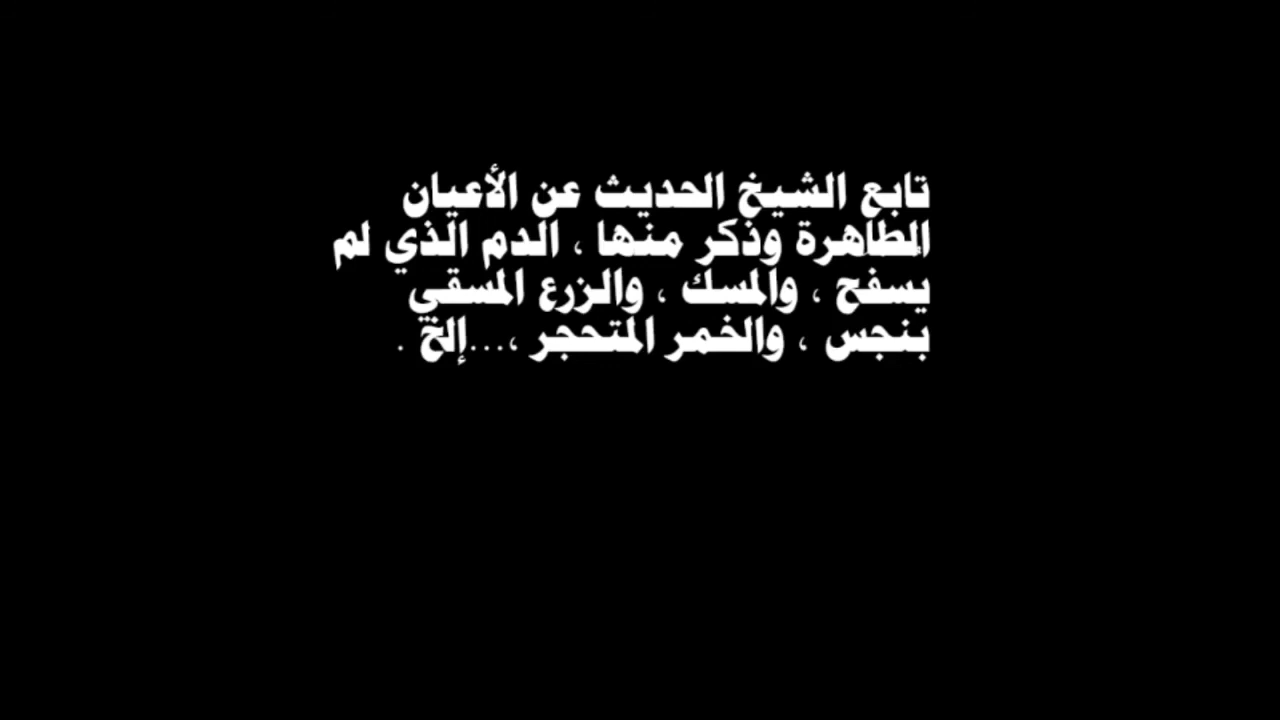 تابع الشيخ الحديث عن الأعيان
الطاهرة وذكر منها ، الدم الذي لم
يسفح ، والمسك ، والزرع المسقي
بنجس ، والخمر المتحجر ،...إلخ .